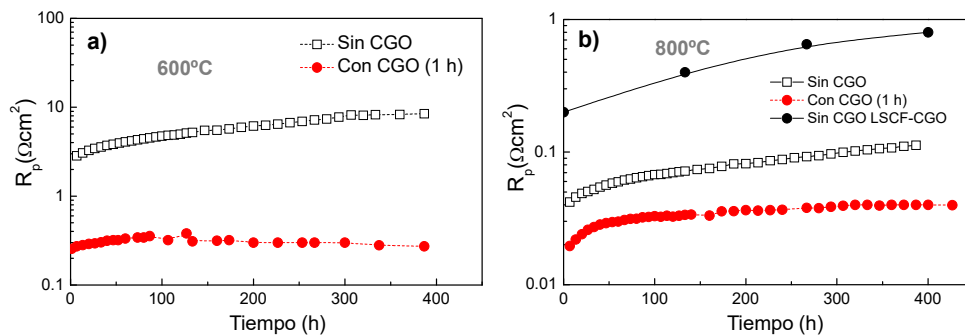 a)
600ºC
Sin CGO
Con CGO (1 h)
100
10
1
0.1
Rp(Ωcm2)
0 100 200 300 400
Tiempo (h)
b)
800ºC
Sin CGO
Con CGO (1 h)
Sin CGO LSCF-CGO
1
0.1
0.01
Rp(Ωcm2)
0 100 200 300 400
Tiempo (h)